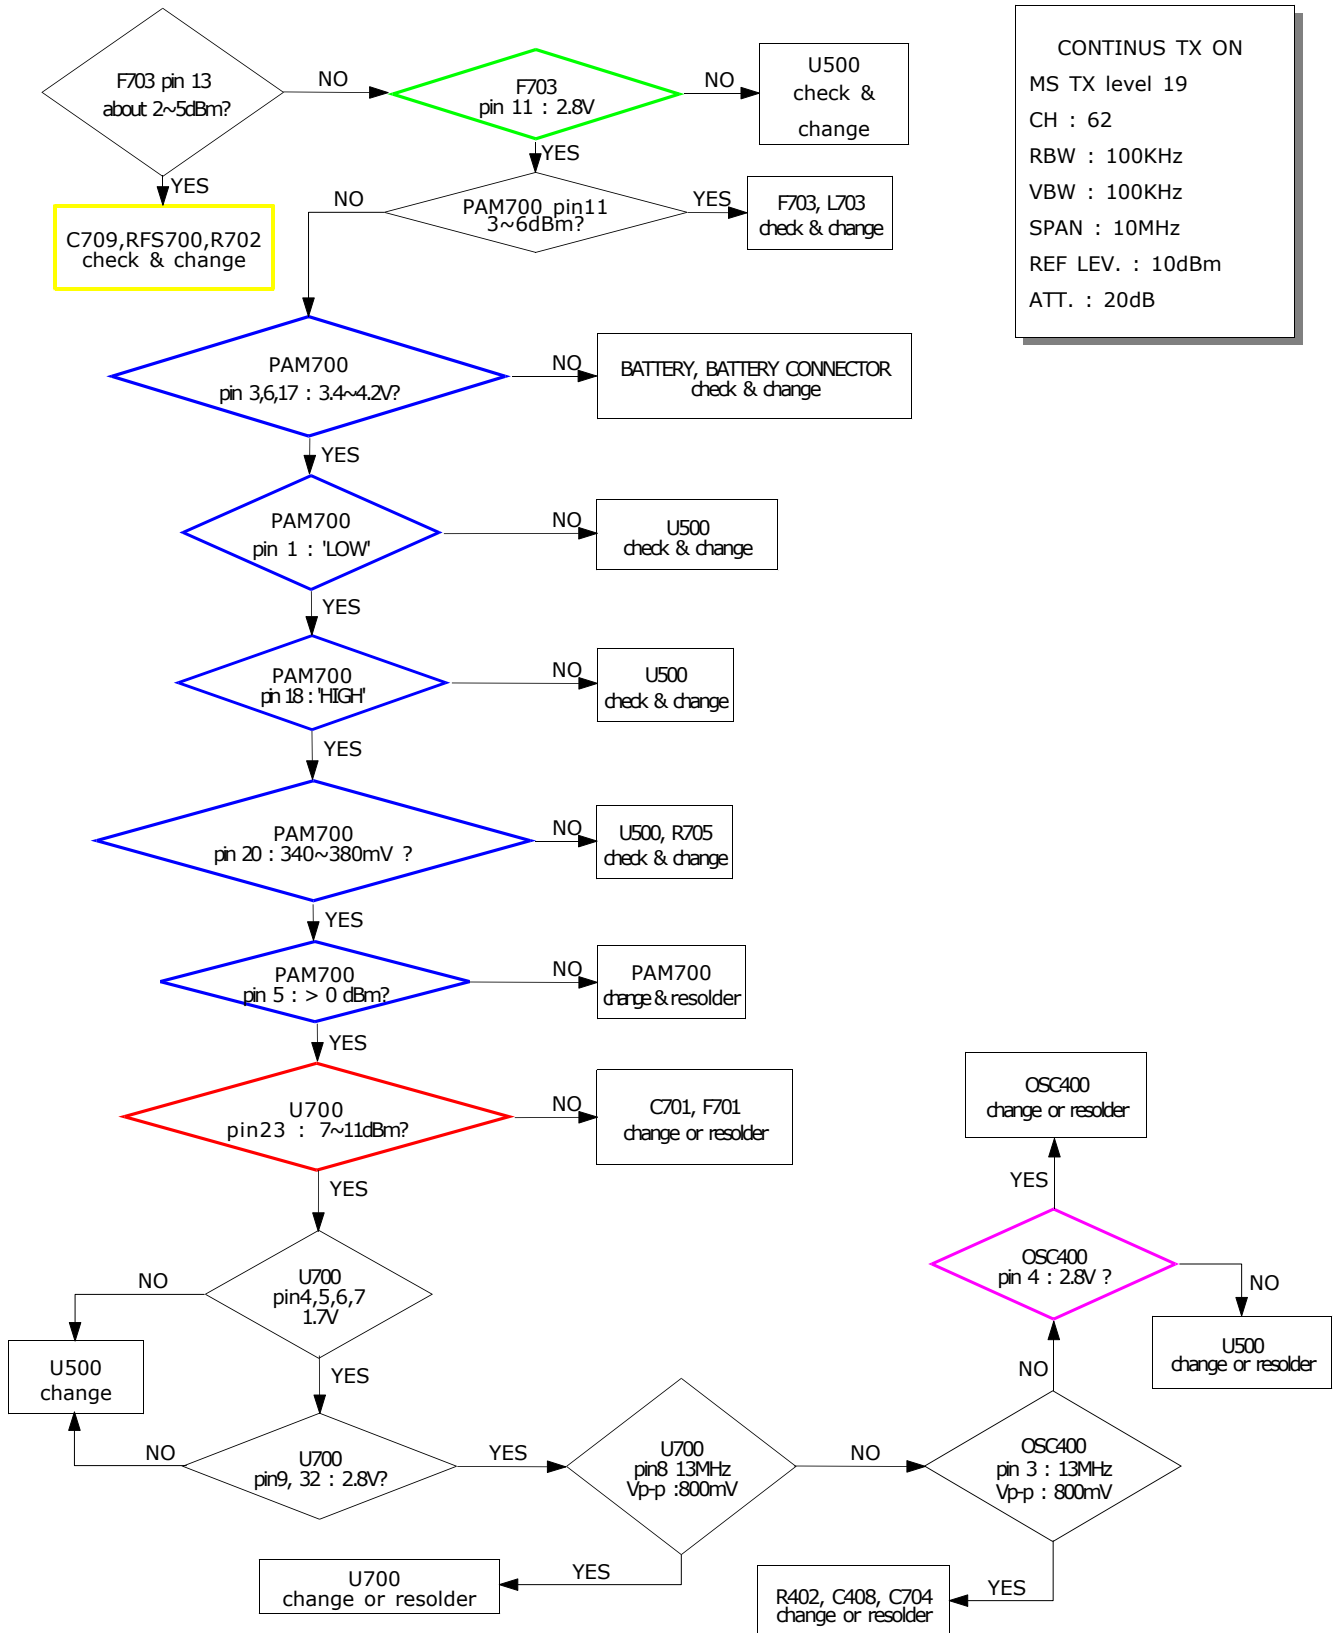 F703 pin 13
about 2~5dBm?
NO
F703
pin 11 : 2.8V
NO
U500
check &
change
CONTINUS TX ON
MS TX level 19
CH : 62
RBW : 100KHz
VBW : 100KHz
SPAN : 10MHz
REF LEV. : 10dBm
ATT. : 20dB
YES
YES
C709,RFS700,R702
check & change
NO
PAM700 pin11
3~6dBm?
YES
F703, L703
check & change
PAM700
pin 3,6,17 : 3.4~4.2V?
NO
BATTERY, BATTERY CONNECTOR
check & change
YES
PAM700
pin 1 : 'LOW'
NO
U500
check & change
YES
PAM700
pin 18 : 'HIGH'
NO
U500
check & change
YES
PAM700
pin 20 : 340~380mV ?
NO
U500, R705
check & change
YES
PAM700
pin 5 : > 0 dBm?
NO
PAM700
change & resolder
YES
U700
pin23 : 7~11dBm?
NO
C701, F701
change or resolder
OSC400
change or resolder
YES
YES
OSC400
pin 4 : 2.8V ?
NO
U500
change or resolder
NO
U700
pin4,5,6,7
1.7V
U500
change
YES
NO
NO
U700
pin9, 32 : 2.8V?
YES
U700
pin8 13MHz
Vp-p :800mV
NO
OSC400
pin 3 : 13MHz
Vp-p : 800mV
YES
U700
change or resolder
YES
R402, C408, C704
change or resolder